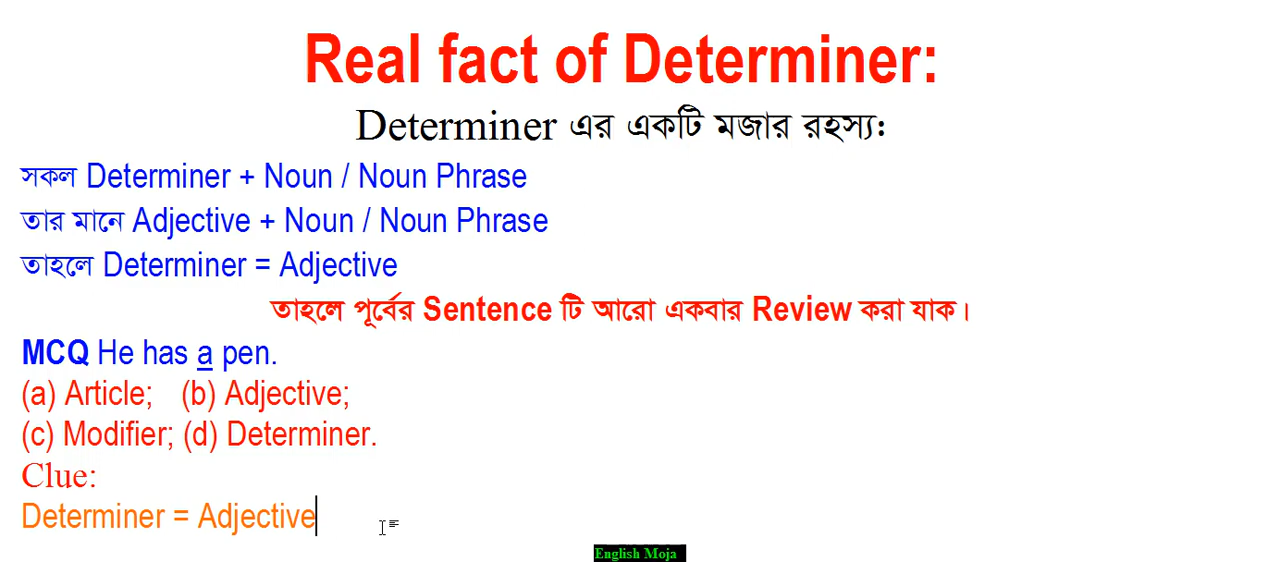 Real fact of Determiner:
Determiner এর একটি মজার রহস্য:
সকল Determiner + Noun / Noun Phrase
তার মানে Adjective + Noun / Noun Phrase
তাহলে Determiner = Adjective
তাহলে পূর্বের Sentence টি আরো একবার Review করা যাক।
MCQ He has a pen.
(a) Article; (b) Adjective;
(c) Modifier; (d) Determiner.
Clue:
Determiner = Adjective
English Moja